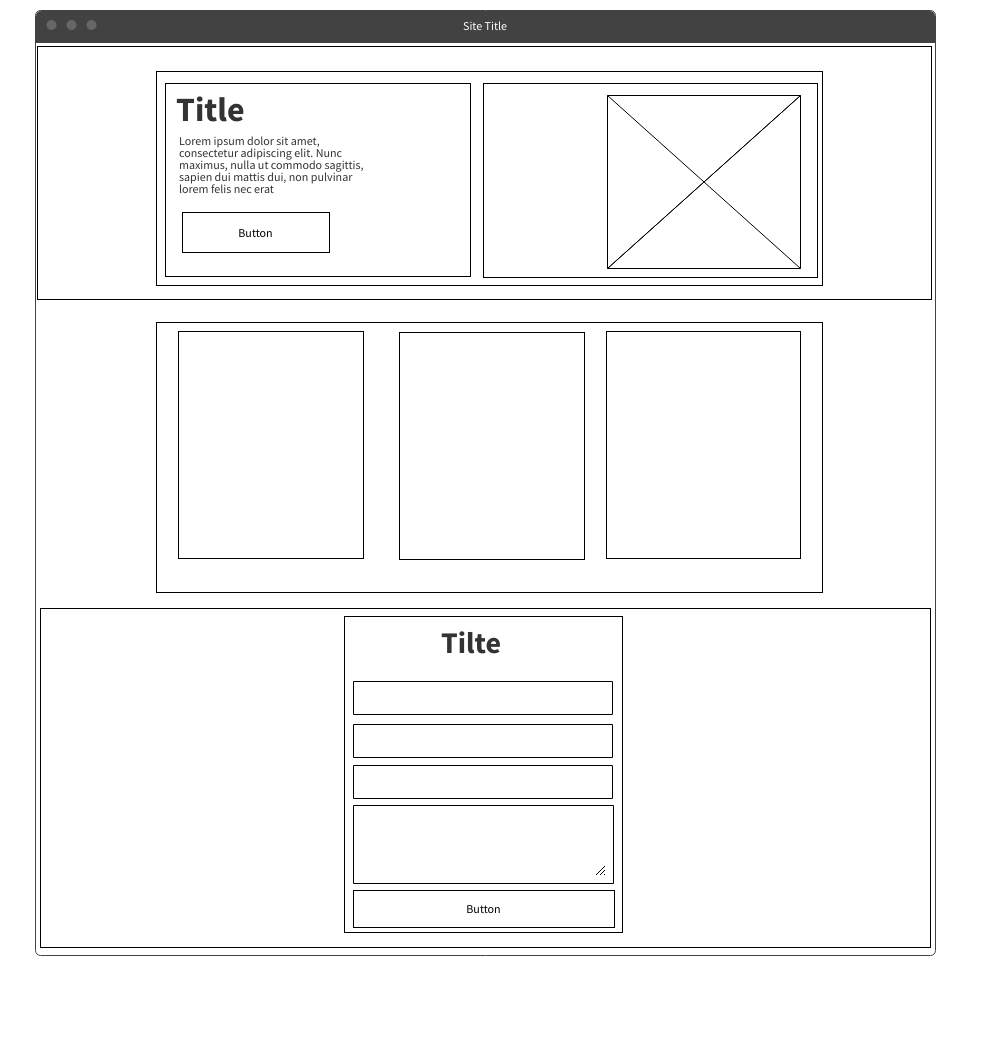 Site Title
Title
Lorem ipsum dolor sit amet,
consectetur adipiscing elit. Nunc
maximus, nulla ut commodo sagittis,
sapien dui mattis dui, non pulvinar
lorem felis nec erat
Button
Tilte
Button